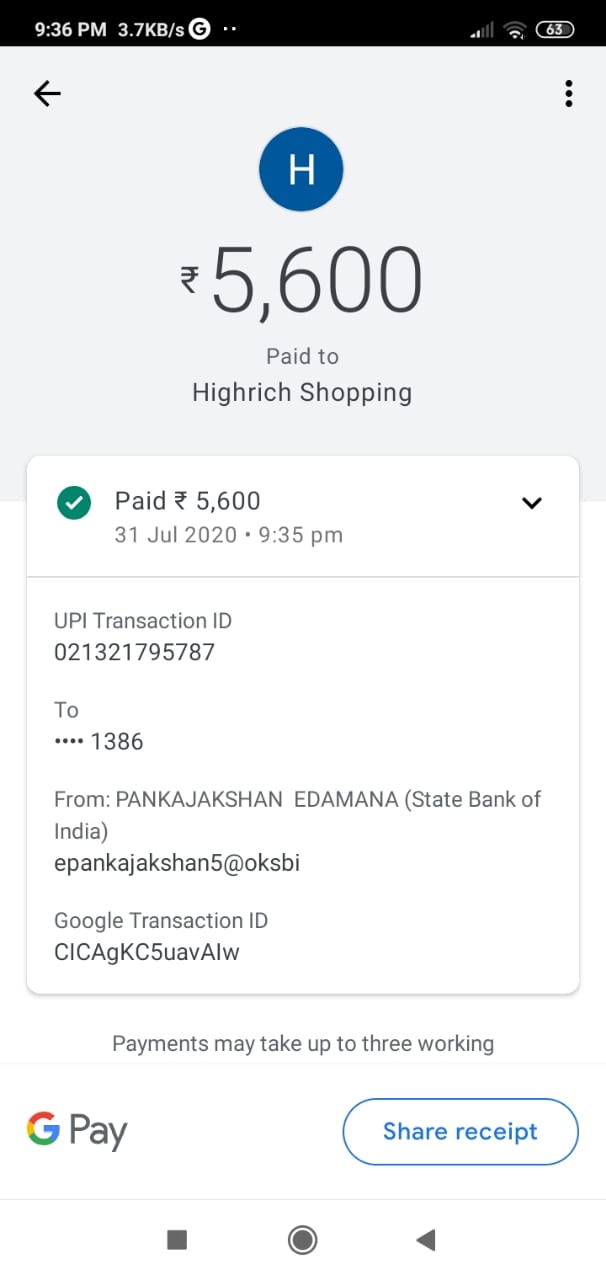 9:36 PM 3.7KB/s G ··
63
H
₹5,600
Paid to
Highrich Shopping
Paid ₹ 5,600
31 Jul 2020 • 9:35 pm
UPI Transaction ID
021321795787
To
•••• 1386
From: PANKAJAKSHAN EDAMANA (State Bank of
India)
epankajakshan5@oksbi
Google Transaction ID
CICAgKC5uavAIw
Payments may take up to three working
G Pay
Share receipt